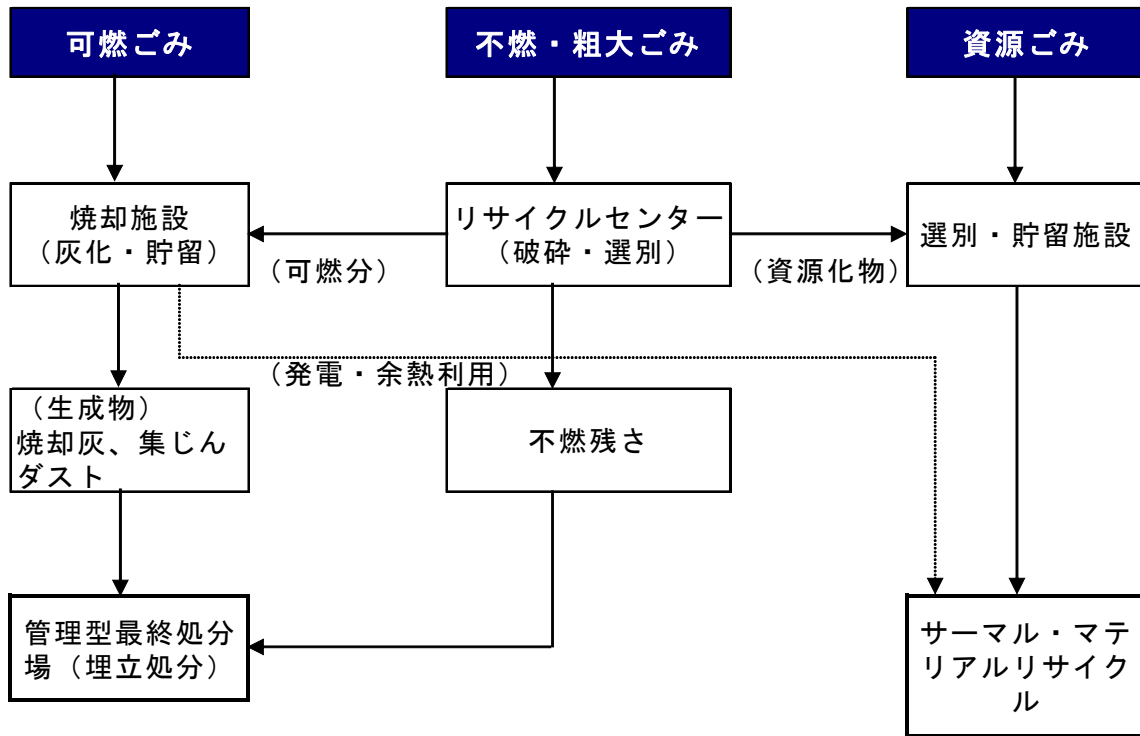 可燃ごみ
不燃・粗大ごみ
資源ごみ
焼却施設
（灰化・貯留）
リサイクルセンター
（破砕・選別）
選別・貯留施設
（可燃分）
（資源化物）
（発電・余熱利用）
（生成物）
焼却灰、集じん
ダスト
不燃残さ
管理型最終処分
場（埋立処分）
サーマル・マテ
リアルリサイク
ル